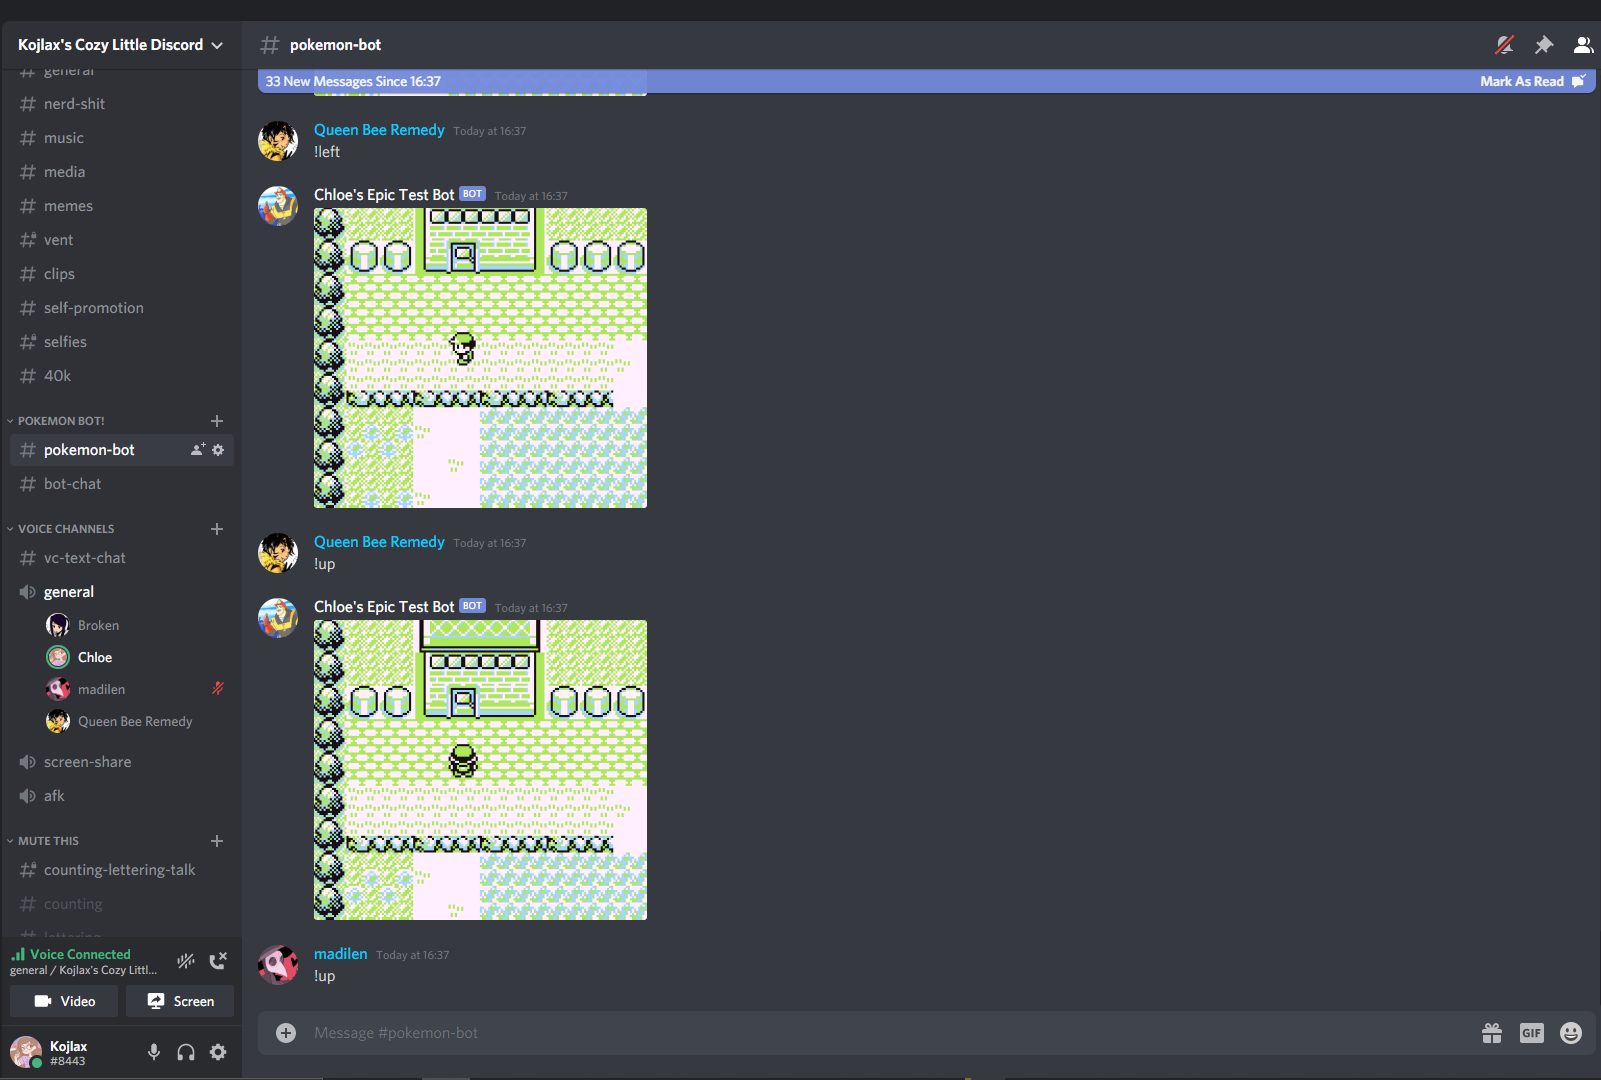 Kojlax's Cozy Little Discord
general
nerd-shit
music
media
memes
vent
clips
self-promotion
selfies
40k
POKEMON BOT!
pokemon-bot
bot-chat
VOICE CHANNELS
vc-text-chat
general
Broken
Chloe
madilen
Queen Bee Remedy
screen-share
afk
MUTE THIS
counting-lettering-talk
counting
lettering
Voice Connected
general / Kojlax's Cozy Littl...
Video Screen
Kojlax
#8443
pokemon-bot
33 New Messages Since 16:37 Mark As Read
Queen Bee Remedy Today at 16:37
!left
Chloe's Epic Test Bot BOT Today at 16:37
Queen Bee Remedy Today at 16:37
!up
Chloe's Epic Test Bot BOT Today at 16:37
madilen Today at 16:37
!up
Message #pokemon-bot
GIF